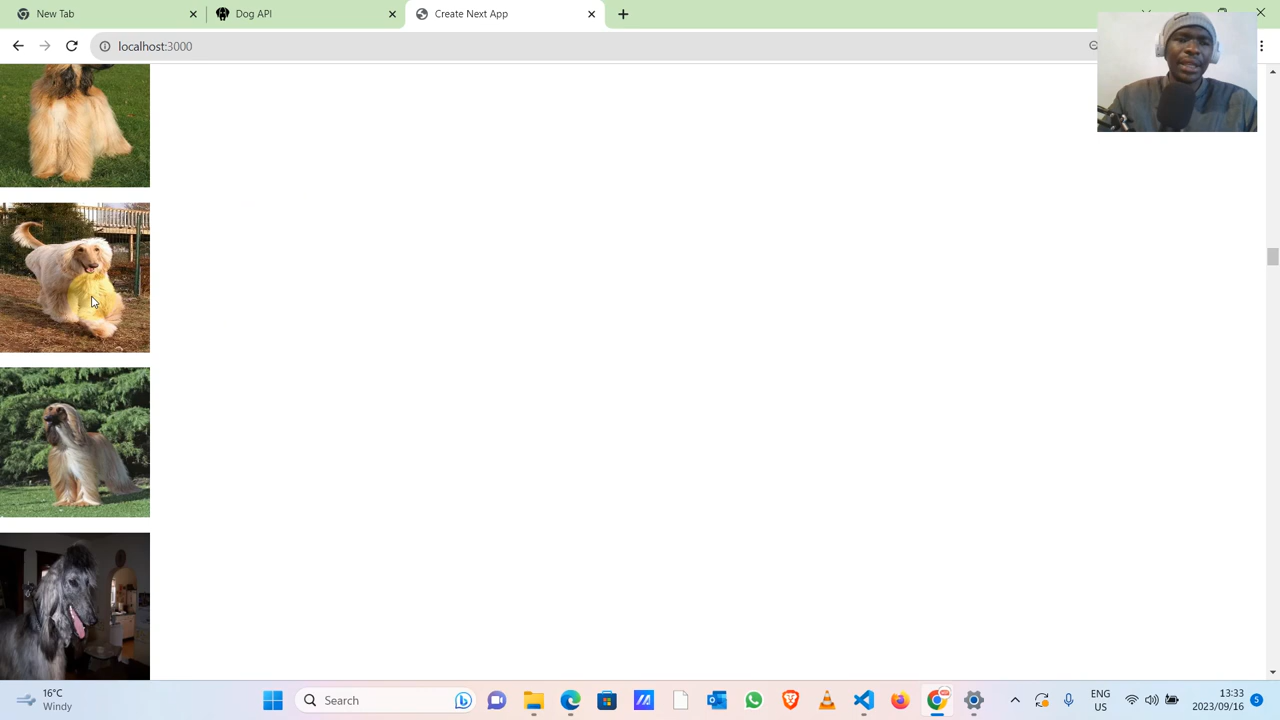 New Tab
Dog API
Create Next App
localhost:3000
16°C
Windy
Search
ENG
US
13:33
2023/09/16
5